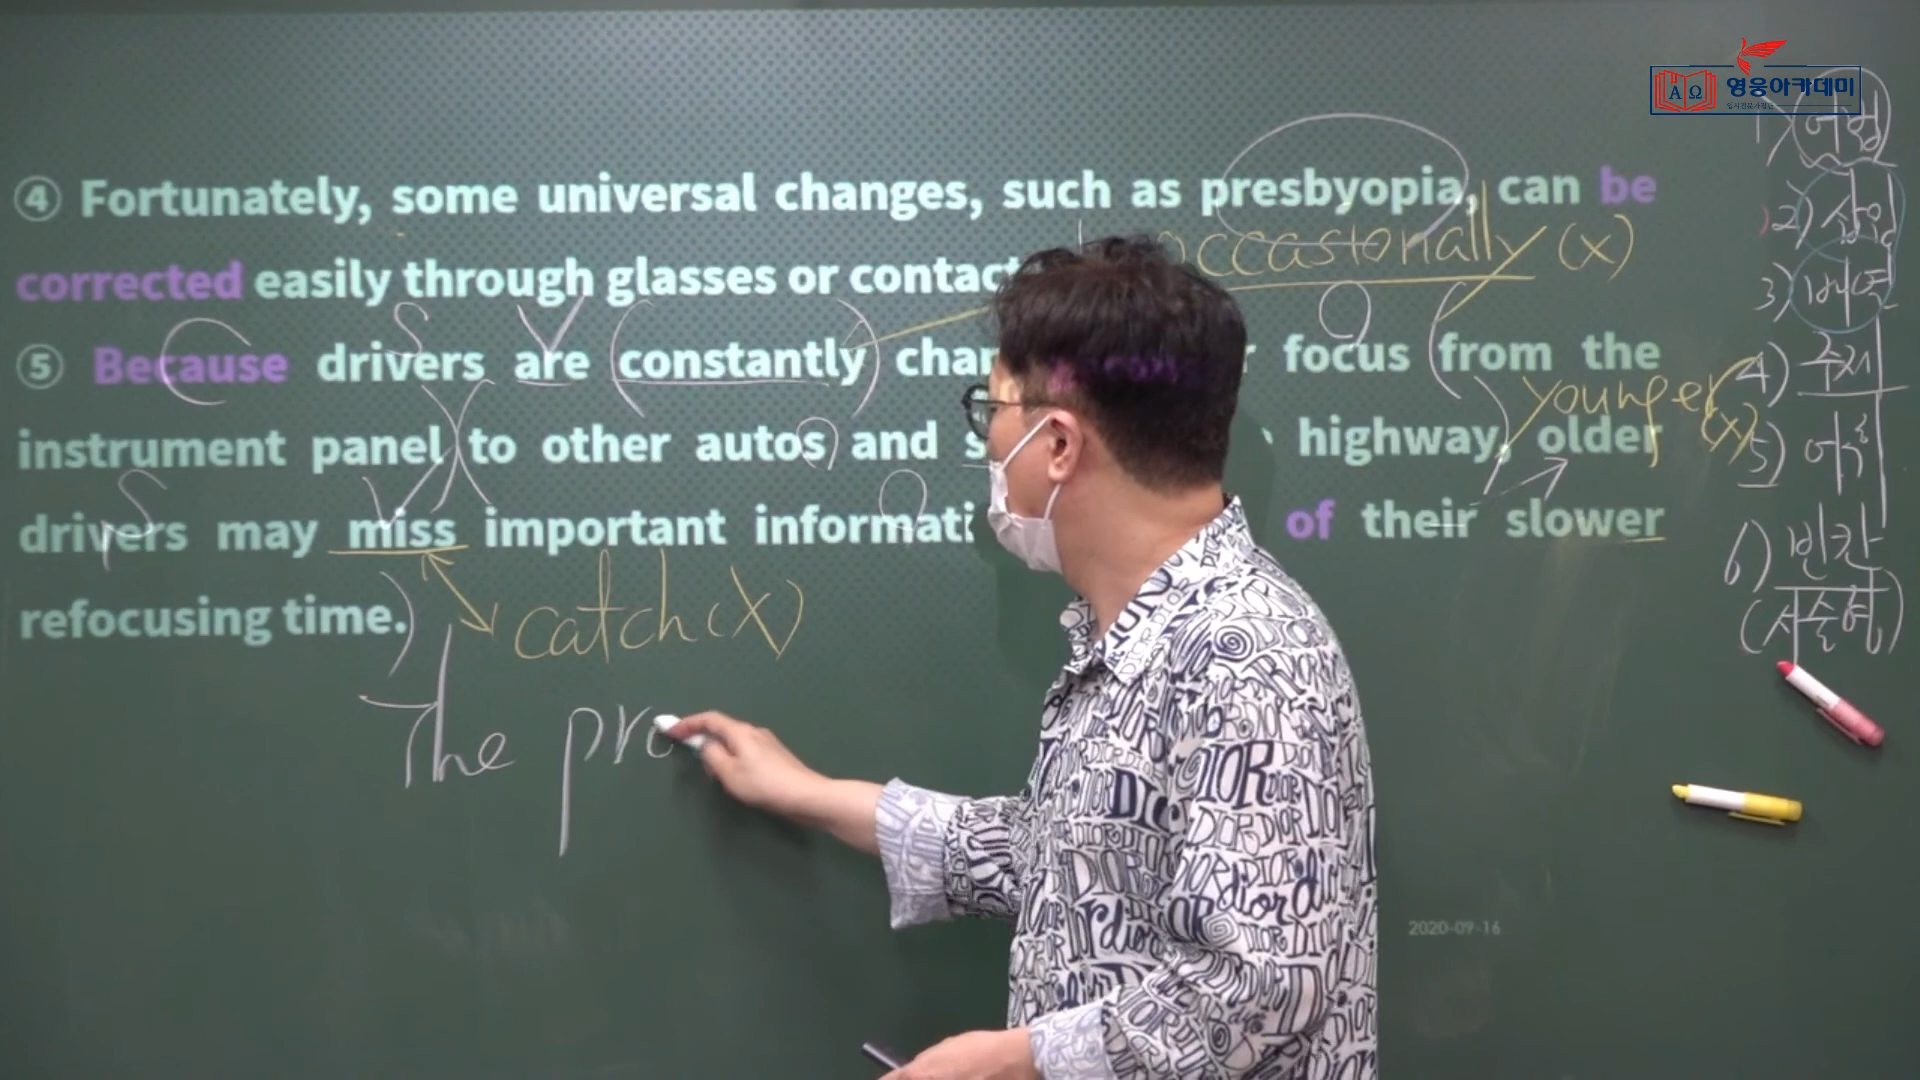 영웅아카데미
④ Fortunately, some universal changes, such as presbyopia, can be
occasionally (x)
corrected easily through glasses or contact
⑤ Because drivers are constantly chan focus from the
S V O
younger (x)
instrument panel to other autos and s highway, older
S V O
drivers may miss important informati of their slower
refocusing time.
catch (X)
The pro
1) 어법
2) 삽입
3) 배열
4) 주제
5) 어휘
6) 빈칸
(서술형)
2020-09-16